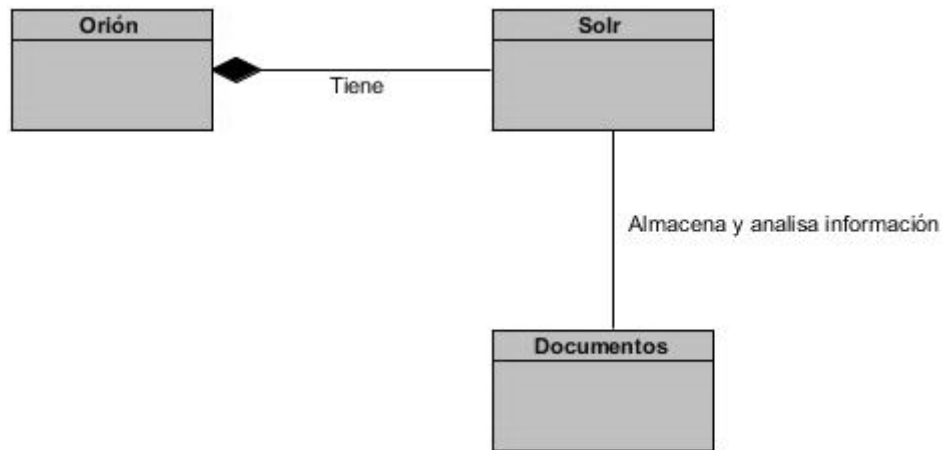 Orión
Solr
Tiene
Almacena y analisa información
Documentos